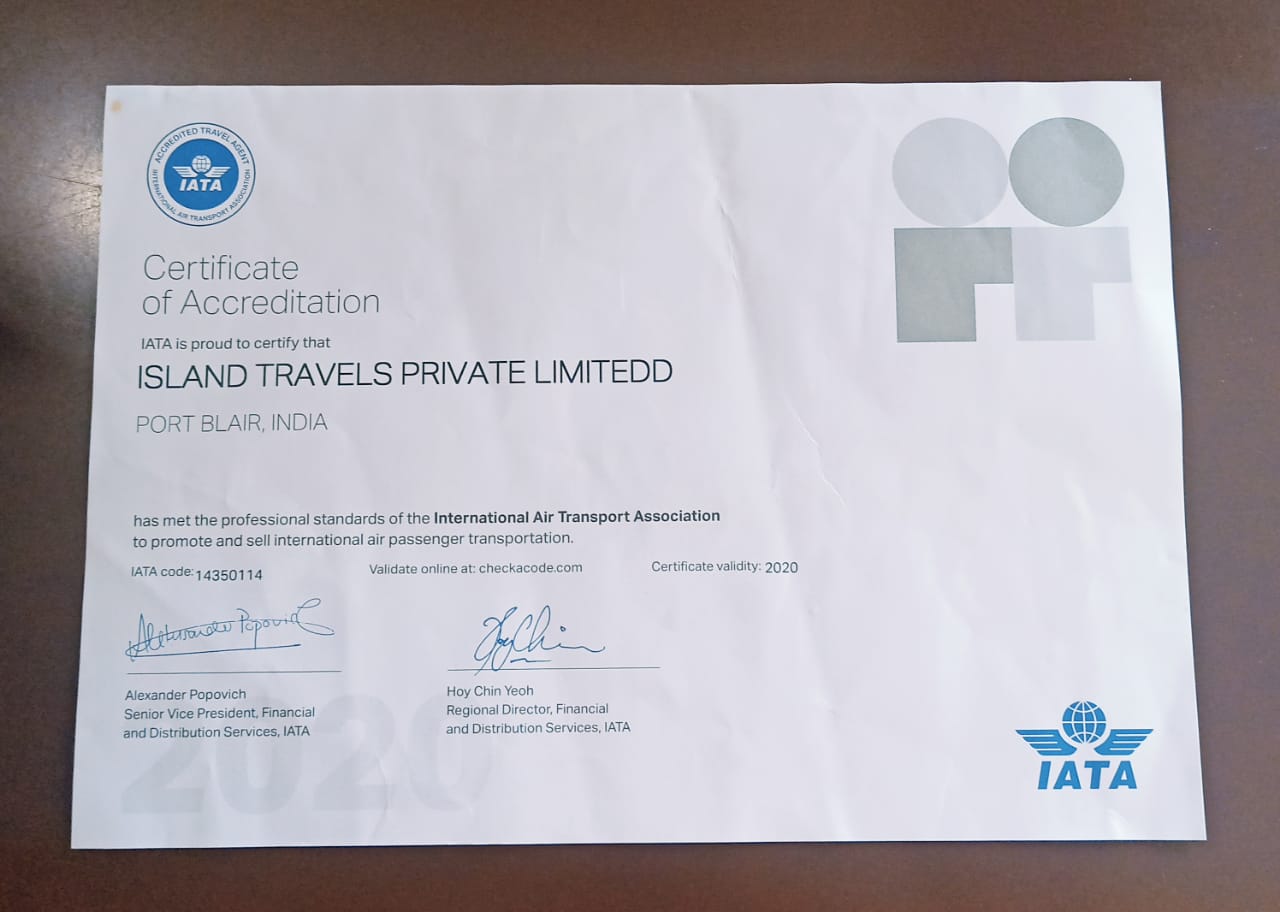 ACCREDITED TRAVEL AGENT
IATA
INTERNATIONAL AIR TRANSPORT ASSOCIATION
Certificate
of Accreditation
IATA is proud to certify that
ISLAND TRAVELS PRIVATE LIMITEDD
PORT BLAIR, INDIA
has met the professional standards of the International Air Transport Association
to promote and sell international air passenger transportation.
IATA code: 14350114 Validate online at: checkacode.com Certificate validity: 2020
Alexander Popovich
Senior Vice President, Financial
and Distribution Services, IATA
Hoy Chin Yeoh
Regional Director, Financial
and Distribution Services, IATA
2020
IATA